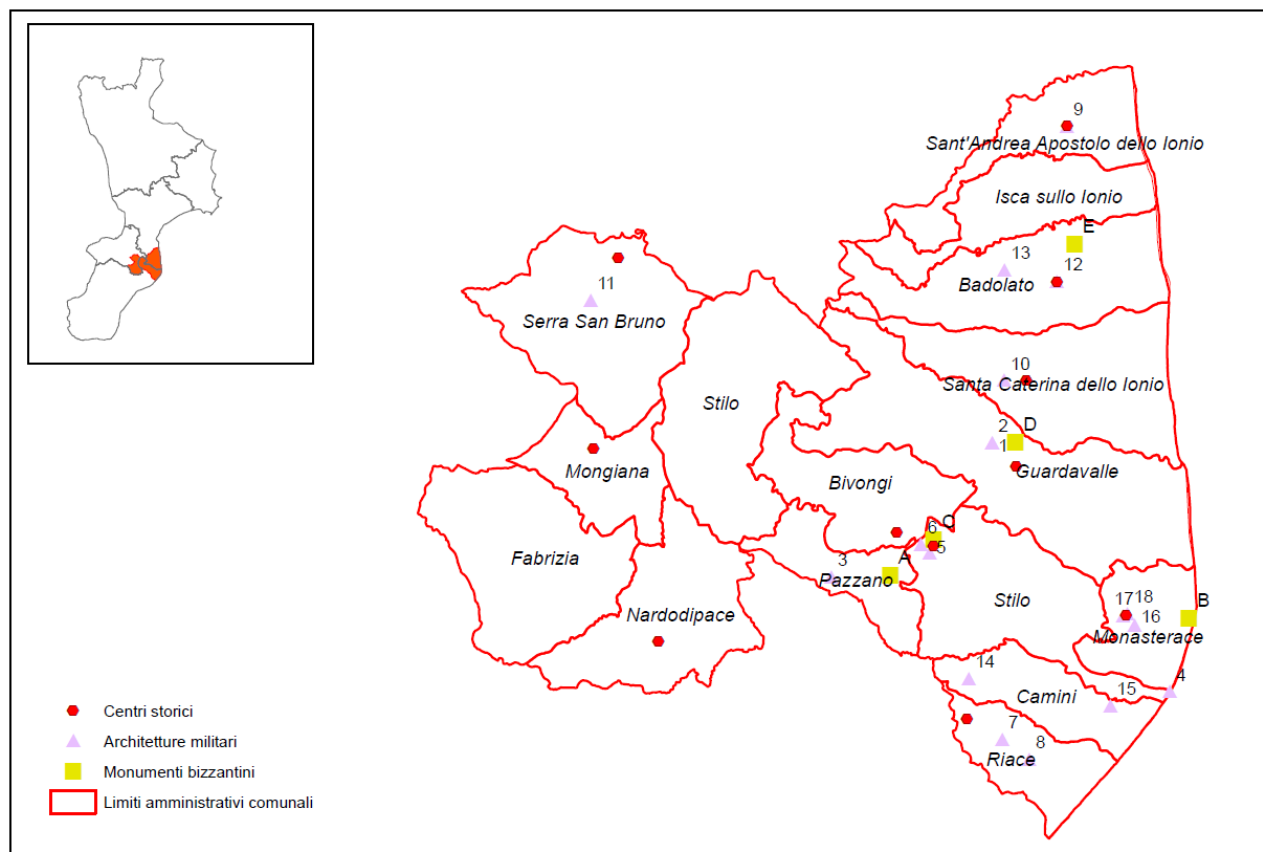 9
Sant'Andrea Apostolo dello Ionio
Isca sullo Ionio
E
13
12
Badolato
11
Serra San Bruno
10
Santa Caterina dello Ionio
Stilo
2
D
1
Mongiana
Guardavalle
Bivongi
6
C
5
Fabrizia
A
3
Pazzano
Stilo
Nardodipace
17
18
B
16
Monasterace
14
4
Camini
15
7
8
Riace
Centri storici
Architetture militari
Monumenti bizzantini
Limiti amministrativi comunali